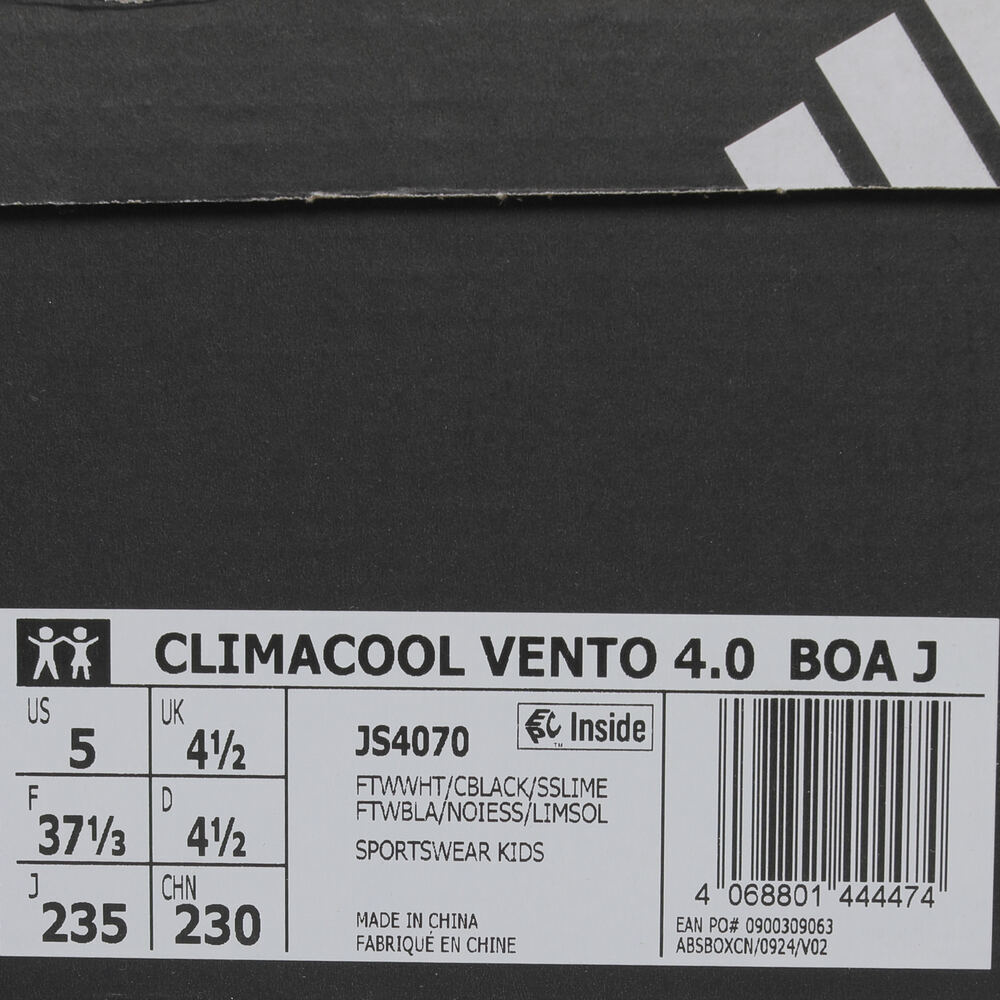 CLIMACOOL VENTO 4.0 BOA J
US 5
UK 4½
F 37⅓
D 4½
J 235
CHN 230
JS4070
EPC Inside
TM
FTWWHT/CBLACK/SSLIME
FTWBLA/NOIESS/LIMSOL
SPORTSWEAR KIDS
MADE IN CHINA
FABRIQUÉ EN CHINE
4 068801 444474
EAN PO# 0900309063
ABSBOXCN/0924/V02